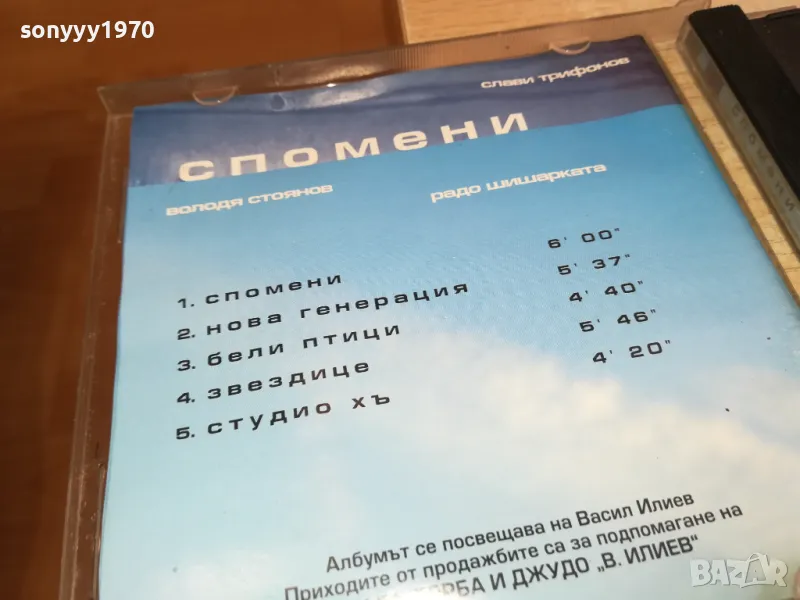 sonyyy1970
слави трифонов
спомени
володя стоянов
радо шишарката
1. спомени 6' 00"
2. нова генерация 5' 37"
3. бели птици 4' 40"
4. звездице 5' 46"
5. студио хъ 4' 20"
Албумът се посвещава на Васил Илиев
Приходите от продажбите са за подпомагане на
И ДЖУДО „В. ИЛИЕВ“
СПОМЕНИ
BAZAR